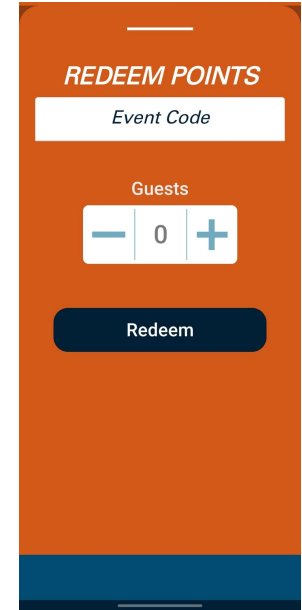 REDEEM POINTS
Event Code
Guests
0
Redeem